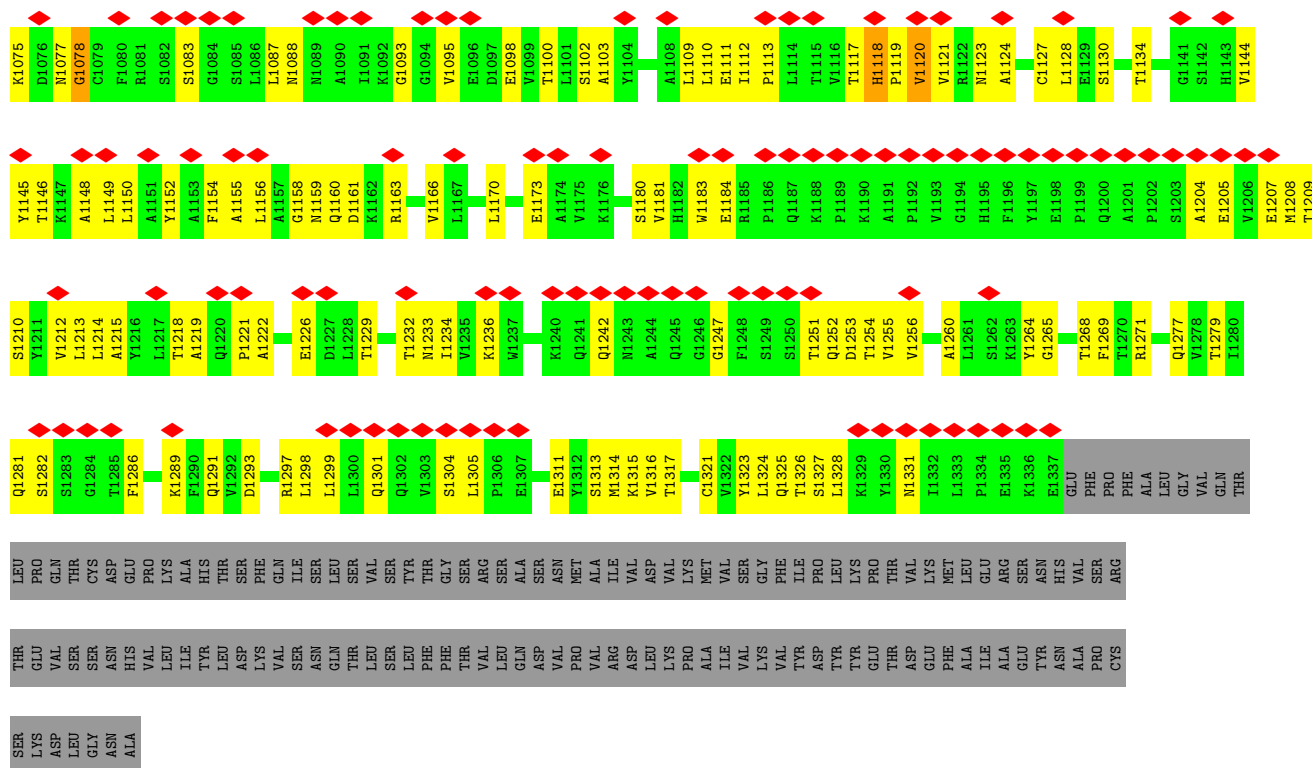 K1075 D1076 N1077 G1078 C1079 F1080 R1081 S1082 S1083 G1084 S1085 L1086 L1087 N1088 N1089 A1090 I1091 K1092 G1093 G1094 V1095 E1096 D1097 E1098 V1099 T1100 L1101 S1102 A1103 Y1104 A1108 L1109 L1110 E1111 I1112 P1113 L1114 T1115 V1116 T1117 H1118 P1119 V1120 V1121 R1122 N1123 A1124 C1127 L1128 E1129 S1130 T1134 G1141 S1142 H1143 V1144
Y1145 T1146 K1147 A1148 L1149 L1150 A1151 Y1152 A1153 F1154 A1155 L1156 A1157 G1158 N1159 Q1160 D1161 K1162 R1163 V1166 L1167 L1170 E1173 A1174 V1175 K1176 S1180 V1181 H1182 W1183 E1184 R1185 P1186 Q1187 K1188 P1189 K1190 A1191 P1192 V1193 G1194 H1195 F1196 Y1197 E1198 P1199 Q1200 A1201 P1202 S1203 A1204 E1205 V1206 E1207 M1208 T1209
S1210 Y1211 V1212 L1213 L1214 A1215 Y1216 L1217 T1218 A1219 Q1220 P1221 A1222 E1226 D1227 L1228 T1229 T1232 N1233 I1234 V1235 K1236 W1237 K1240 Q1241 Q1242 N1243 A1244 Q1245 G1246 G1247 F1248 S1249 S1250 T1251 Q1252 D1253 T1254 V1255 V1256 A1260 L1261 S1262 K1263 Y1264 G1265 T1268 F1269 T1270 R1271 Q1277 V1278 T1279 I1280
Q1281 S1282 S1283 G1284 T1285 F1286 K1289 F1290 Q1291 V1292 D1293 R1297 L1298 L1299 L1300 Q1301 Q1302 V1303 S1304 L1305 P1306 E1307 E1311 Y1312 S1313 M1314 K1315 V1316 T1317 C1321 V1322 Y1323 L1324 Q1325 T1326 S1327 L1328 K1329 Y1330 N1331 I1332 L1333 P1334 E1335 K1336 E1337 GLU PHE PRO PHE ALA LEU GLY VAL GLN THR
LEU PRO GLN THR CYS ASP GLU PRO LYS ALA HIS THR SER PHE GLN ILE SER LEU SER VAL SER TYR THR GLY SER ARG SER ALA SER ASN MET ALA ILE VAL ASP VAL LYS MET VAL SER GLY PHE ILE PRO LEU LYS PRO THR VAL LYS MET LEU GLU ARG SER ASN HIS VAL SER ARG
THR GLU VAL SER SER ASN HIS VAL LEU ILE TYR LEU ASP LYS VAL SER ASN GLN THR LEU SER LEU PHE PHE THR VAL LEU GLN ASP VAL PRO VAL ARG ASP LEU LYS PRO ALA ILE VAL LYS VAL TYR ASP TYR TYR GLU THR ASP GLU PHE ALA ILE ALA GLU TYR ASN ALA PRO CYS
SER LYS ASP LEU GLY ASN ALA